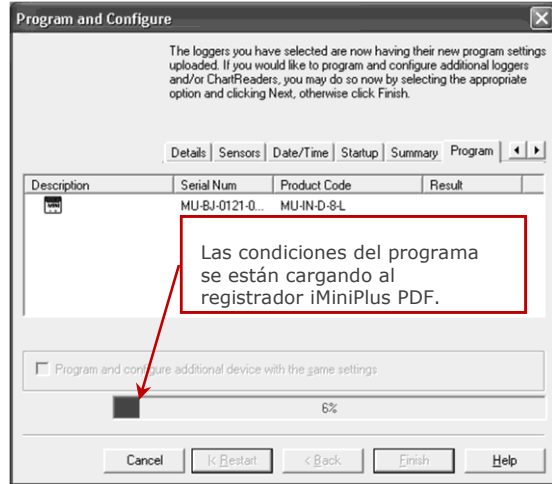 Program and Configure
The loggers you have selected are now having their new program settings
uploaded. If you would like to program and configure additional loggers
and/or ChartReaders, you may do so now by selecting the appropriate
option and clicking Next, otherwise click Finish.
Details Sensors Date/Time Startup Summary Program
Description Serial Num Product Code Result
MU-BJ-0121-0... MU-IN-D-8-L
Las condiciones del programa
se están cargando al
registrador iMiniPlus PDF.
Program and configure additional device with the same settings
6%
Cancel |< Restart < Back Finish Help